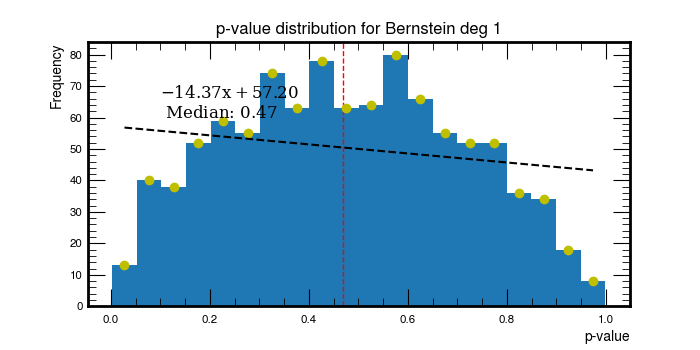 p-value distribution for Bernstein deg 1
Frequency
80
70
60
50
40
30
20
10
0
−14.37x + 57.20
Median: 0.47
0.0 0.2 0.4 0.6 0.8 1.0
p-value